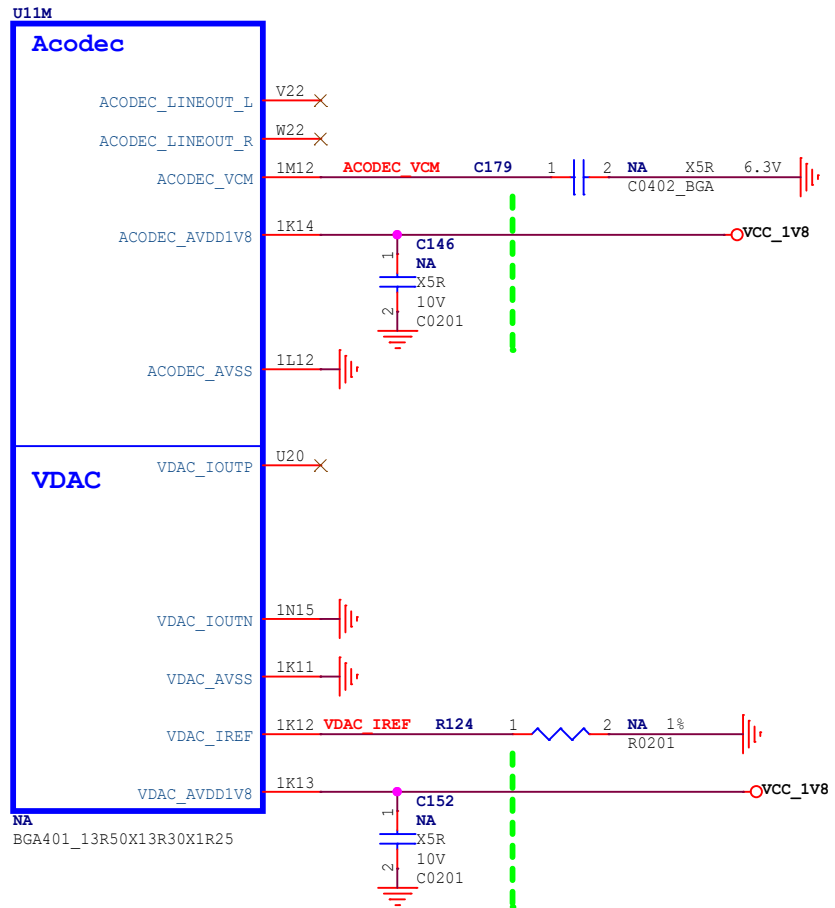 U11M
Acodec
ACODEC_LINEOUT_L V22
ACODEC_LINEOUT_R W22
ACODEC_VCM 1M12 ACODEC_VCM C179 1 2 NA X5R 6.3V
C0402_BGA
ACODEC_AVDD1V8 1K14 VCC_1V8
C146
1 NA
X5R
10V
2 C0201
ACODEC_AVSS 1L12
VDAC
VDAC_IOUTP U20
VDAC_IOUTN 1N15
VDAC_AVSS 1K11
VDAC_IREF 1K12 VDAC_IREF R124 1 2 NA 1%
R0201
VDAC_AVDD1V8 1K13 VCC_1V8
C152
1 NA
X5R
10V
2 C0201
NA
BGA401_13R50X13R30X1R25